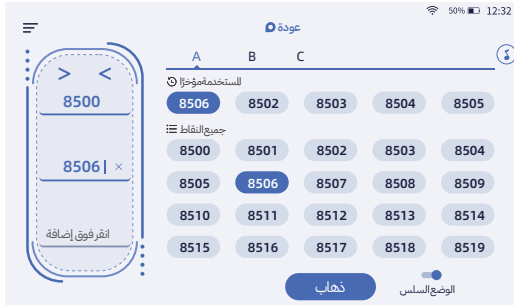 50% 12:32
عودة
A B C
> <
8500
8506 ×
انقر فوق إضافة
المستخدمة مؤخرًا
8506 8502 8503 8504 8505
جميع النقاط
8500 8501 8502 8503 8504
8505 8506 8507 8508 8509
8510 8511 8512 8513 8514
8515 8516 8517 8518 8519
ذهاب
الوضع السلس